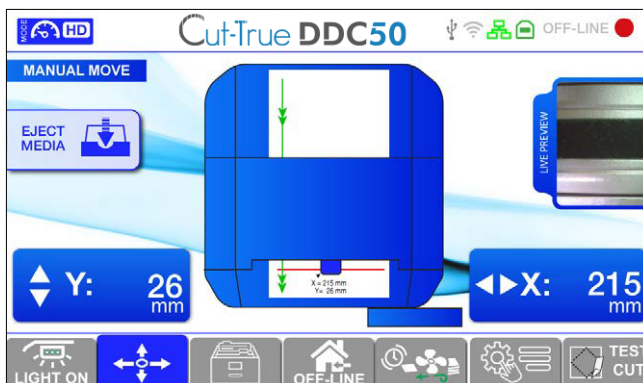 MODE
HD
Cut-True DDC50
OFF-LINE
MANUAL MOVE
EJECT
MEDIA
LIVE PREVIEW
X = 215 mm
Y= 26 mm
Y: 26
mm
X: 215
mm
LIGHT ON
OFF-LINE
TEST
CUT